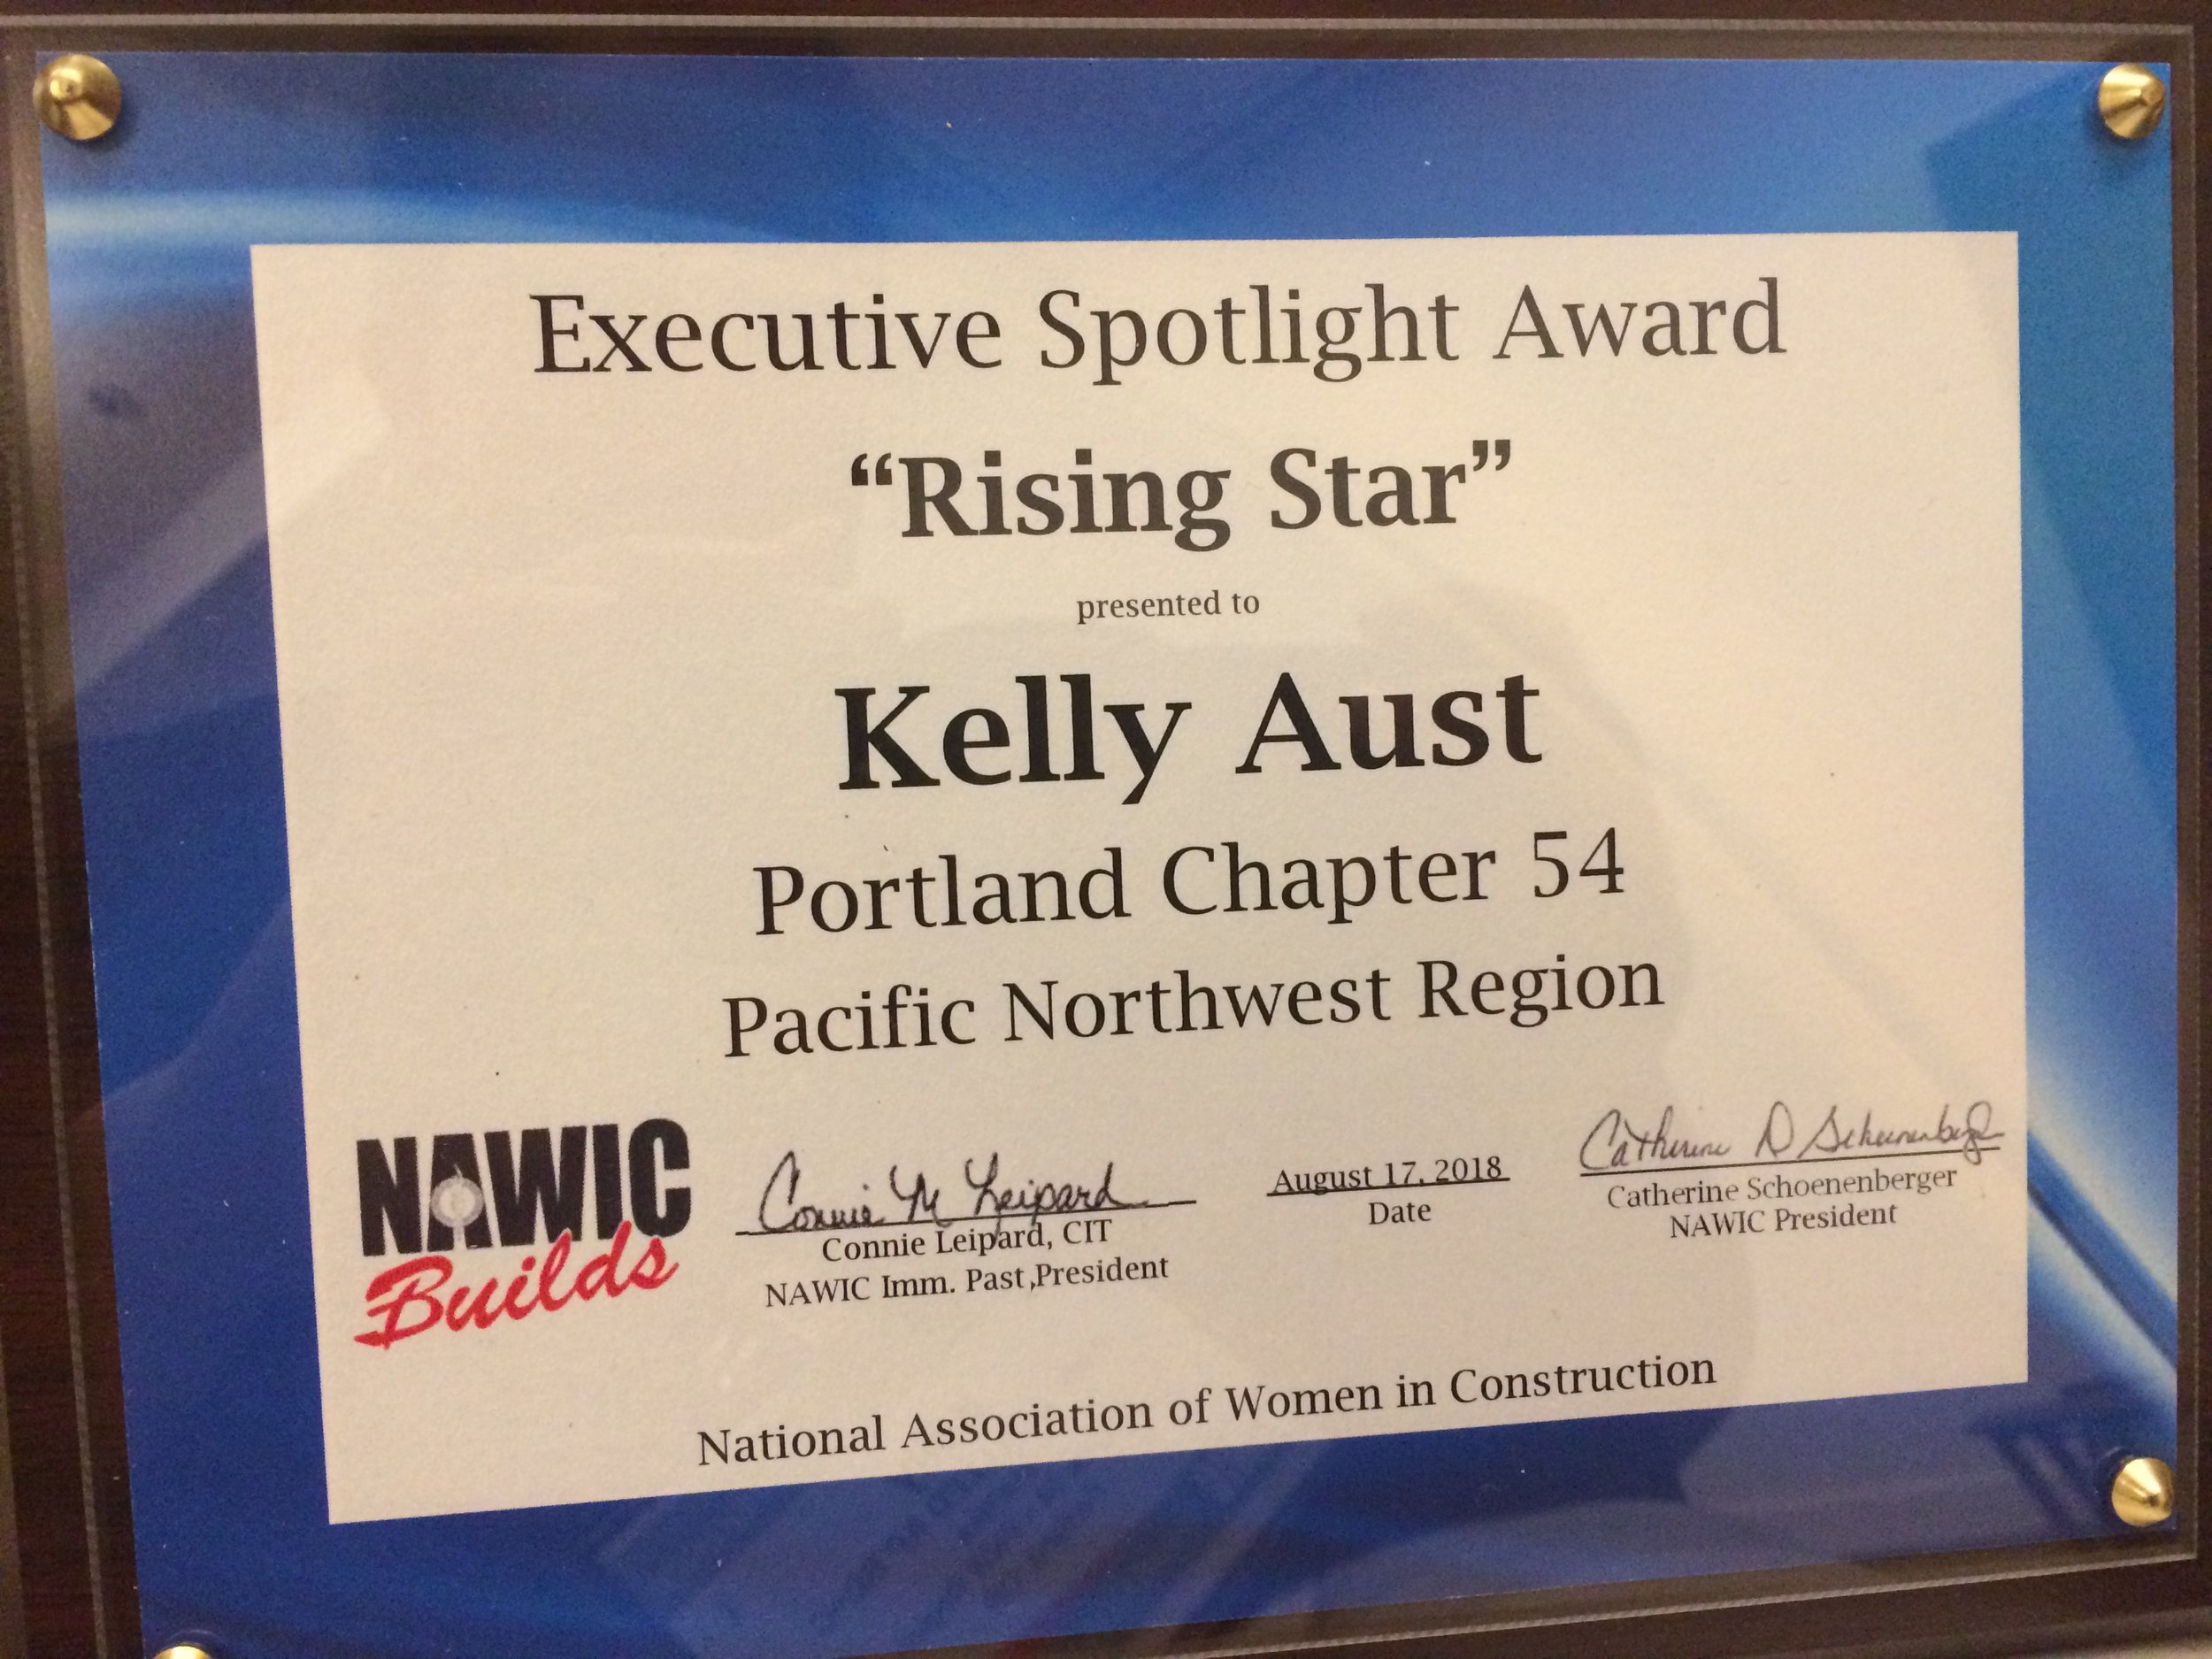 Executive Spotlight Award
“Rising Star”
presented to
Kelly Aust
Portland Chapter 54
Pacific Northwest Region
NAWIC
Builds
Connie M Leipard
Connie Leipard, CIT
NAWIC Imm. Past,President
August 17, 2018
Date
Catherine D Schoenenberger
Catherine Schoenenberger
NAWIC President
National Association of Women in Construction